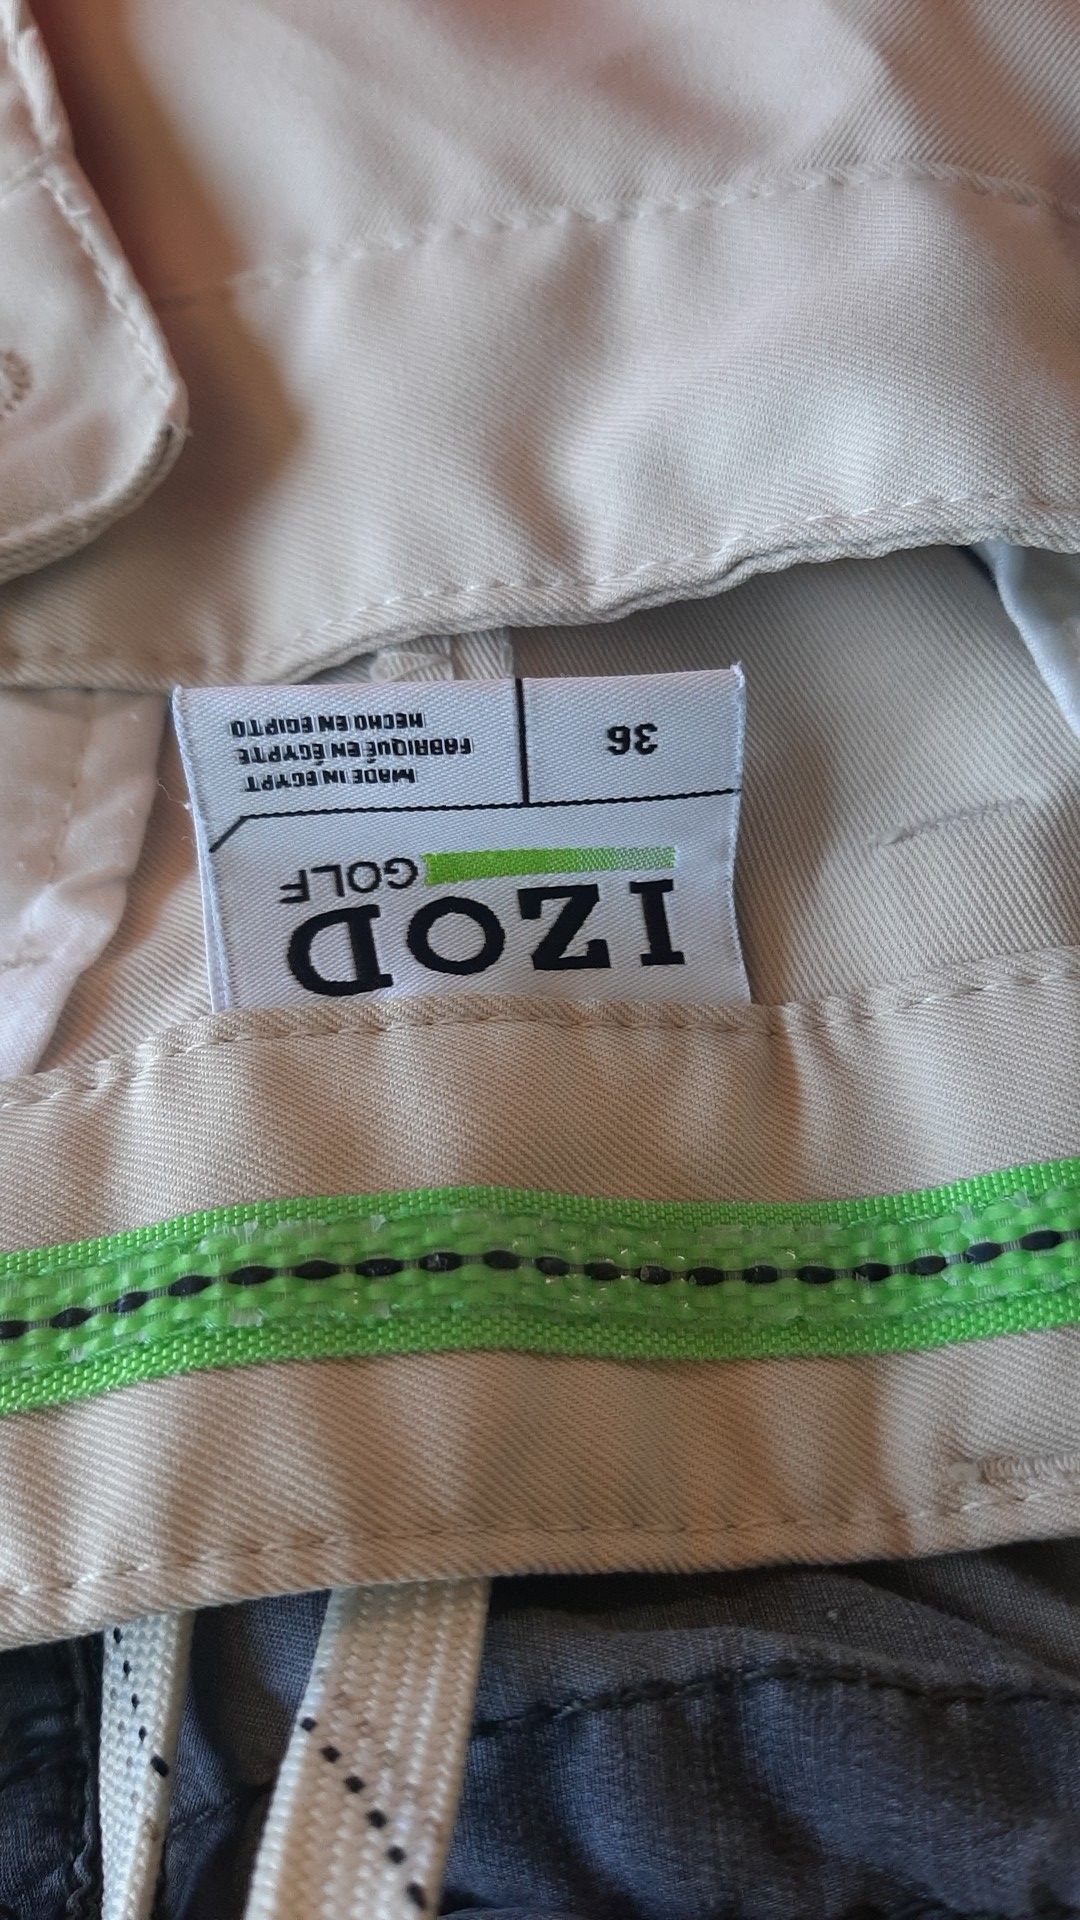 IZOD
GOLF
MADE IN EGYPT
FABRIQUÉ EN ÉGYPTE
HECHO EN EGIPTO
36